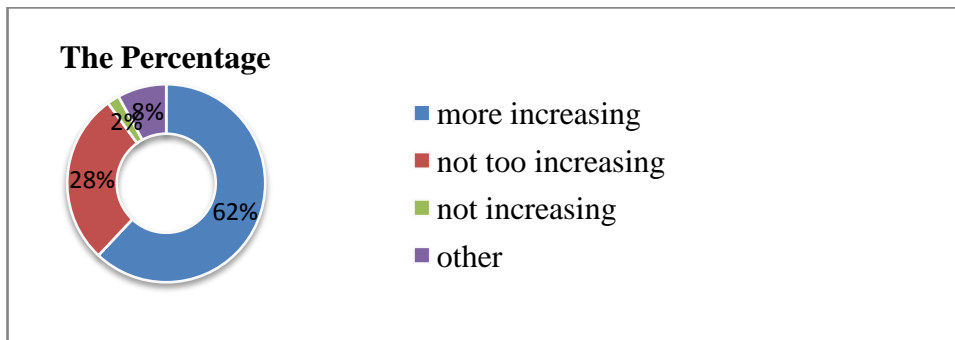 The Percentage
8%
2%
28%
62%
more increasing
not too increasing
not increasing
other